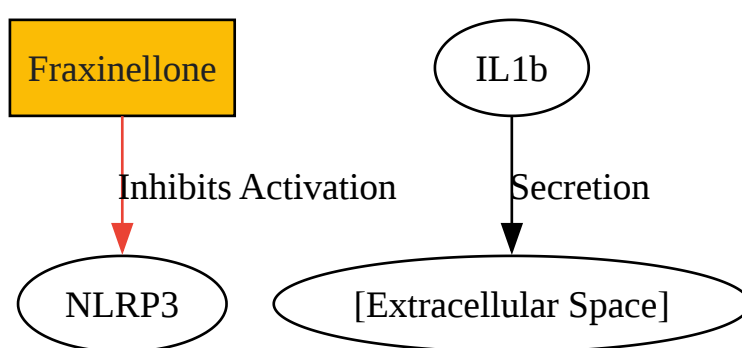 Fraxinellone
IL1b
Inhibits Activation
Secretion
NLRP3
[Extracellular Space]